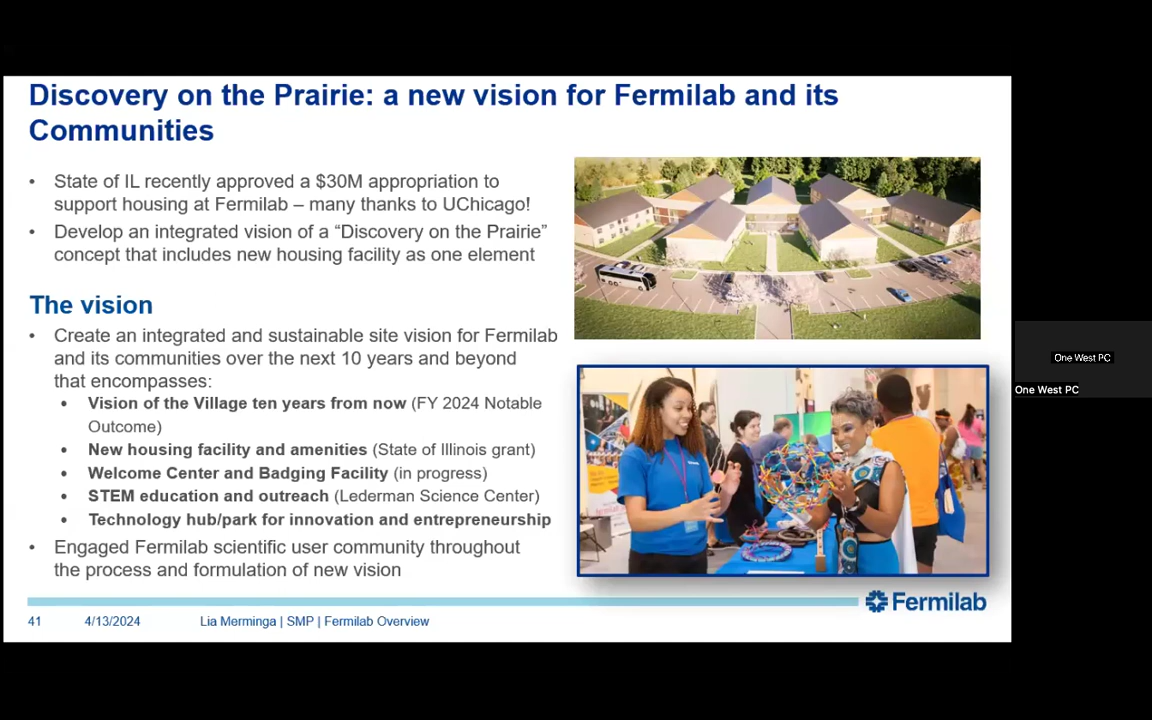 Discovery on the Prairie: a new vision for Fermilab and its
Communities
• State of IL recently approved a $30M appropriation to
support housing at Fermilab – many thanks to UChicago!
• Develop an integrated vision of a “Discovery on the Prairie”
concept that includes new housing facility as one element
The vision
• Create an integrated and sustainable site vision for Fermilab
and its communities over the next 10 years and beyond
that encompasses:
• Vision of the Village ten years from now (FY 2024 Notable
Outcome)
• New housing facility and amenities (State of Illinois grant)
• Welcome Center and Badging Facility (in progress)
• STEM education and outreach (Lederman Science Center)
• Technology hub/park for innovation and entrepreneurship
• Engaged Fermilab scientific user community throughout
the process and formulation of new vision
Fermilab
41 4/13/2024 Lia Merminga | SMP | Fermilab Overview
One West PC
One West PC